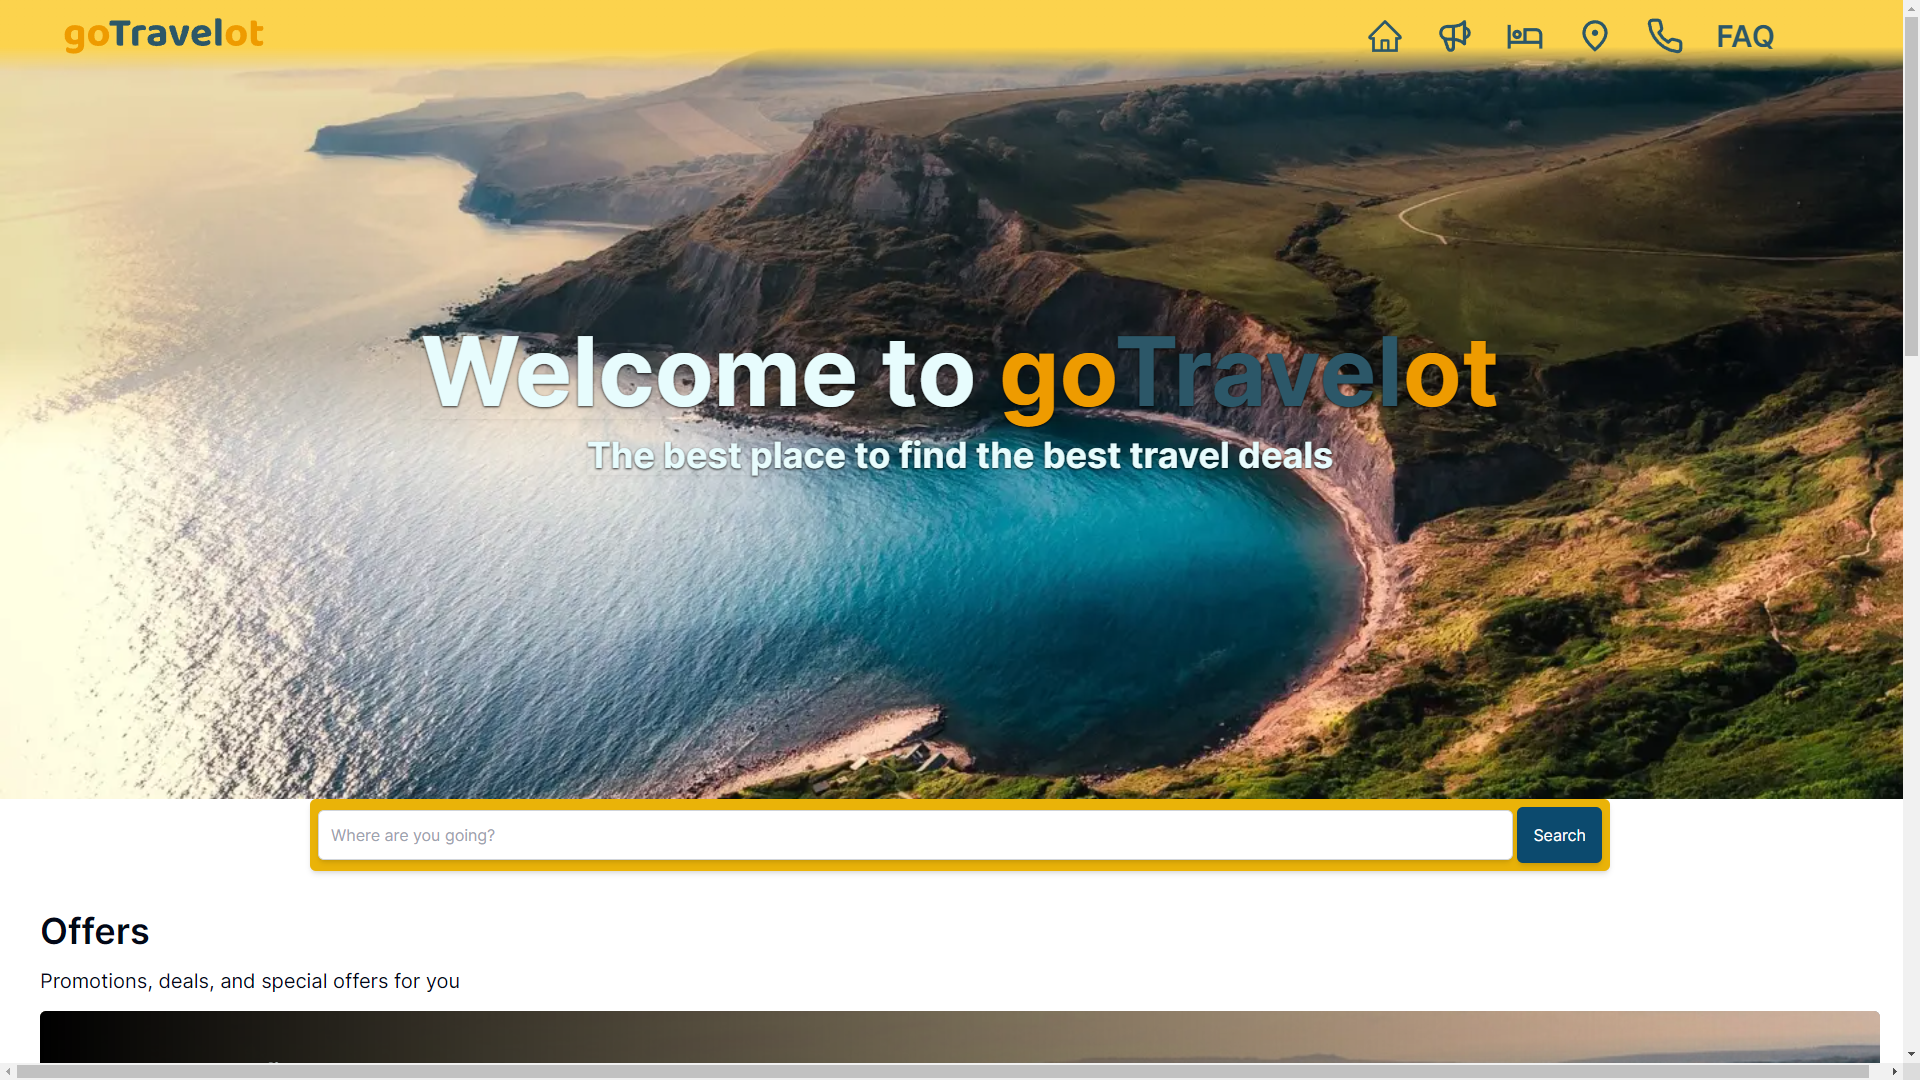 goTravelot
FAQ
Welcome to goTravelot
The best place to find the best travel deals
Where are you going?
Search
Offers
Promotions, deals, and special offers for you